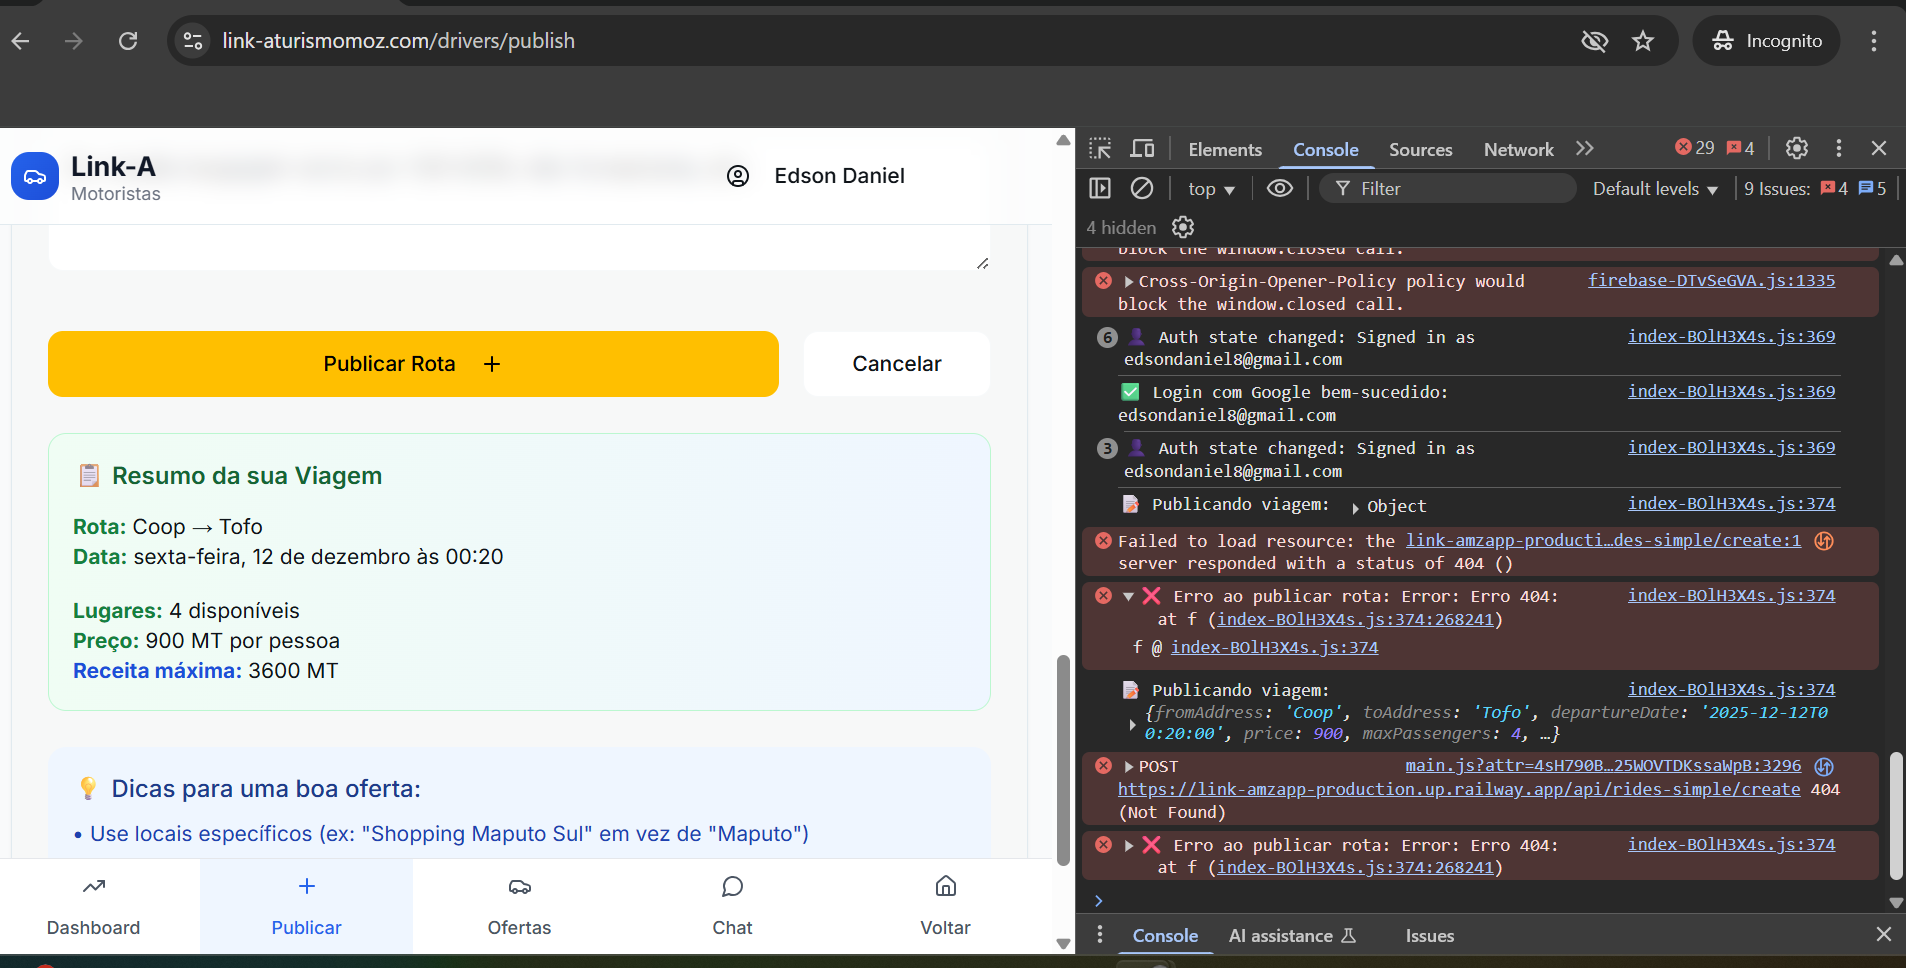 link-aturismomoz.com/drivers/publish
Incognito
Link-A
Motoristas
Edson Daniel
Publicar Rota +
Cancelar
Resumo da sua Viagem
Rota: Coop → Tofo
Data: sexta-feira, 12 de dezembro às 00:20
Lugares: 4 disponíveis
Preço: 900 MT por pessoa
Receita máxima: 3600 MT
Dicas para uma boa oferta:
• Use locais específicos (ex: "Shopping Maputo Sul" em vez de "Maputo")
Dashboard
Publicar
Ofertas
Chat
Voltar
Elements
Console
Sources
Network
29
4
top
Filter
Default levels
9 Issues: 4 5
4 hidden
block the window.closed call.
Cross-Origin-Opener-Policy policy would firebase-DTvSeGVA.js:1335
block the window.closed call.
6 Auth state changed: Signed in as index-BOlH3X4s.js:369
edsondaniel8@gmail.com
Login com Google bem-sucedido: index-BOlH3X4s.js:369
edsondaniel8@gmail.com
3 Auth state changed: Signed in as index-BOlH3X4s.js:369
edsondaniel8@gmail.com
Publicando viagem: Object index-BOlH3X4s.js:374
Failed to load resource: the link-amzapp-producti…des-simple/create:1
server responded with a status of 404 ()
Erro ao publicar rota: Error: Erro 404: index-BOlH3X4s.js:374
at f (index-BOlH3X4s.js:374:268241)
f @ index-BOlH3X4s.js:374
Publicando viagem: index-BOlH3X4s.js:374
{fromAddress: 'Coop', toAddress: 'Tofo', departureDate: '2025-12-12T0
0:20:00', price: 900, maxPassengers: 4, …}
POST main.js?attr=4sH790B…25WOVTDKssaWpB:3296
https://link-amzapp-production.up.railway.app/api/rides-simple/create 404
(Not Found)
Erro ao publicar rota: Error: Erro 404: index-BOlH3X4s.js:374
at f (index-BOlH3X4s.js:374:268241)
Console
AI assistance
Issues